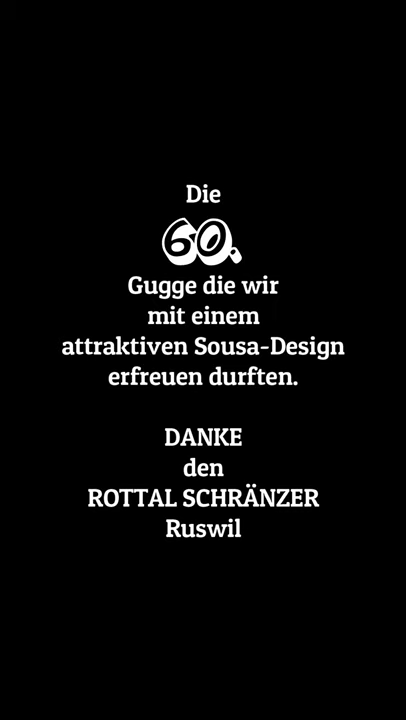 Die
60.
Gugge die wir
mit einem
attraktiven Sousa-Design
erfreuen durften.
DANKE
den
ROTTAL SCHRÄNZER
Ruswil